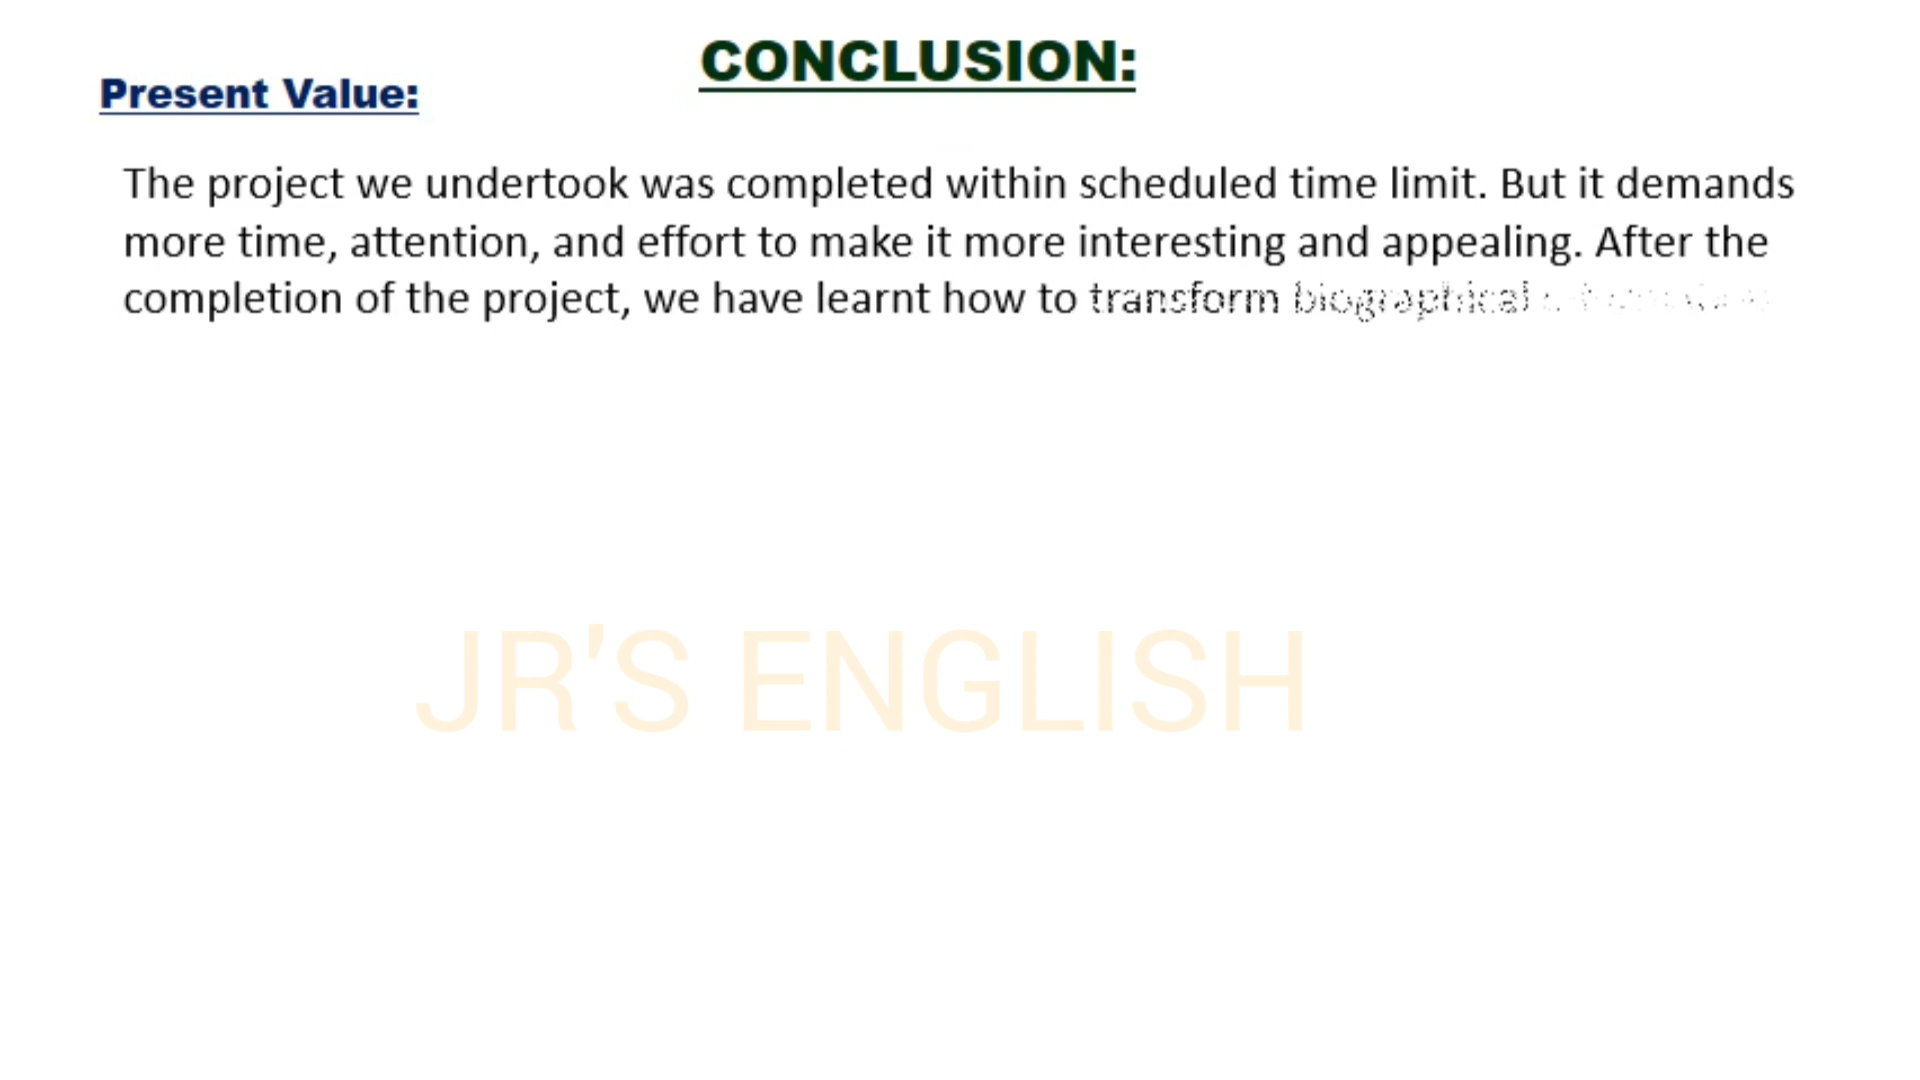 CONCLUSION:
Present Value:
The project we undertook was completed within scheduled time limit. But it demands
more time, attention, and effort to make it more interesting and appealing. After the
completion of the project, we have learnt how to transform biographical
JR'S ENGLISH